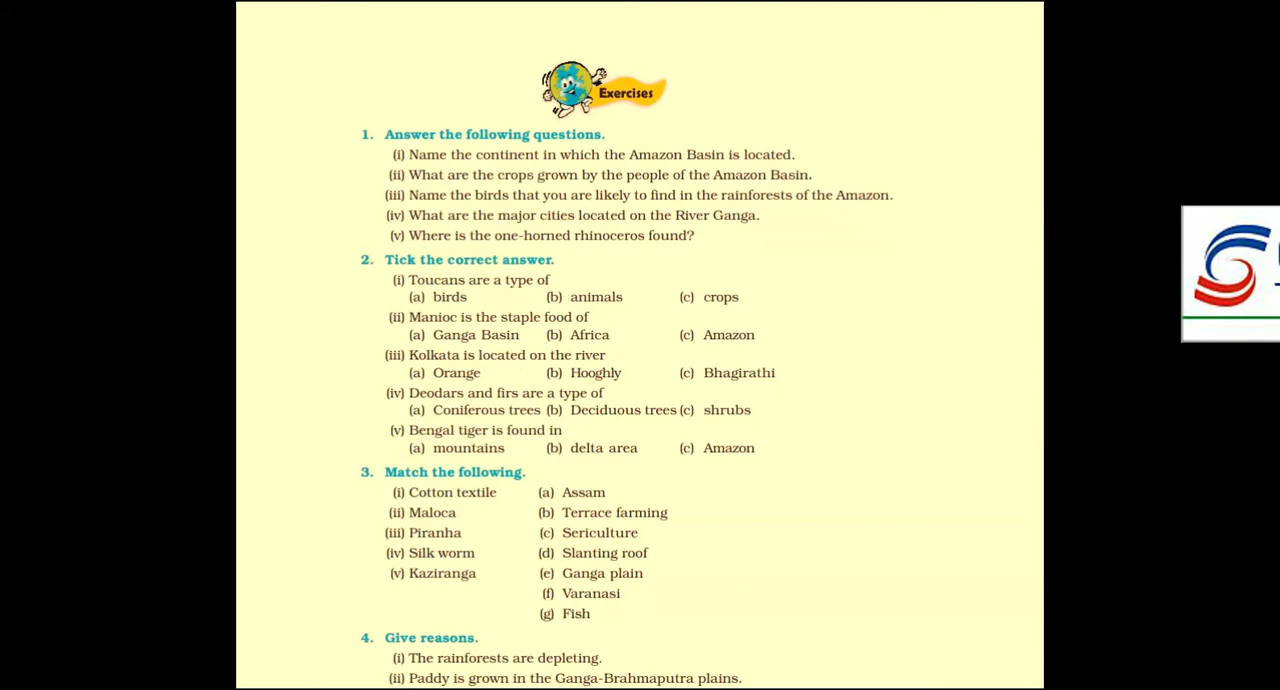 Exercises
1. Answer the following questions.
(i) Name the continent in which the Amazon Basin is located.
(ii) What are the crops grown by the people of the Amazon Basin.
(iii) Name the birds that you are likely to find in the rainforests of the Amazon.
(iv) What are the major cities located on the River Ganga.
(v) Where is the one-horned rhinoceros found?
2. Tick the correct answer.
(i) Toucans are a type of
(a) birds (b) animals (c) crops
(ii) Manioc is the staple food of
(a) Ganga Basin (b) Africa (c) Amazon
(iii) Kolkata is located on the river
(a) Orange (b) Hooghly (c) Bhagirathi
(iv) Deodars and firs are a type of
(a) Coniferous trees (b) Deciduous trees (c) shrubs
(v) Bengal tiger is found in
(a) mountains (b) delta area (c) Amazon
3. Match the following.
(i) Cotton textile (a) Assam
(ii) Maloca (b) Terrace farming
(iii) Piranha (c) Sericulture
(iv) Silk worm (d) Slanting roof
(v) Kaziranga (e) Ganga plain
(f) Varanasi
(g) Fish
4. Give reasons.
(i) The rainforests are depleting.
(ii) Paddy is grown in the Ganga-Brahmaputra plains.